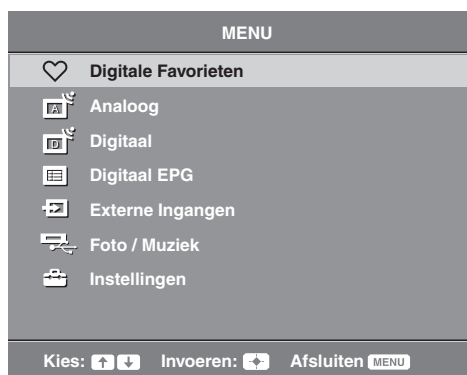 MENU
Digitale Favorieten
A Analoog
D Digitaal
Digitaal EPG
Externe Ingangen
Foto / Muziek
Instellingen
Kies: Invoeren: Afsluiten MENU